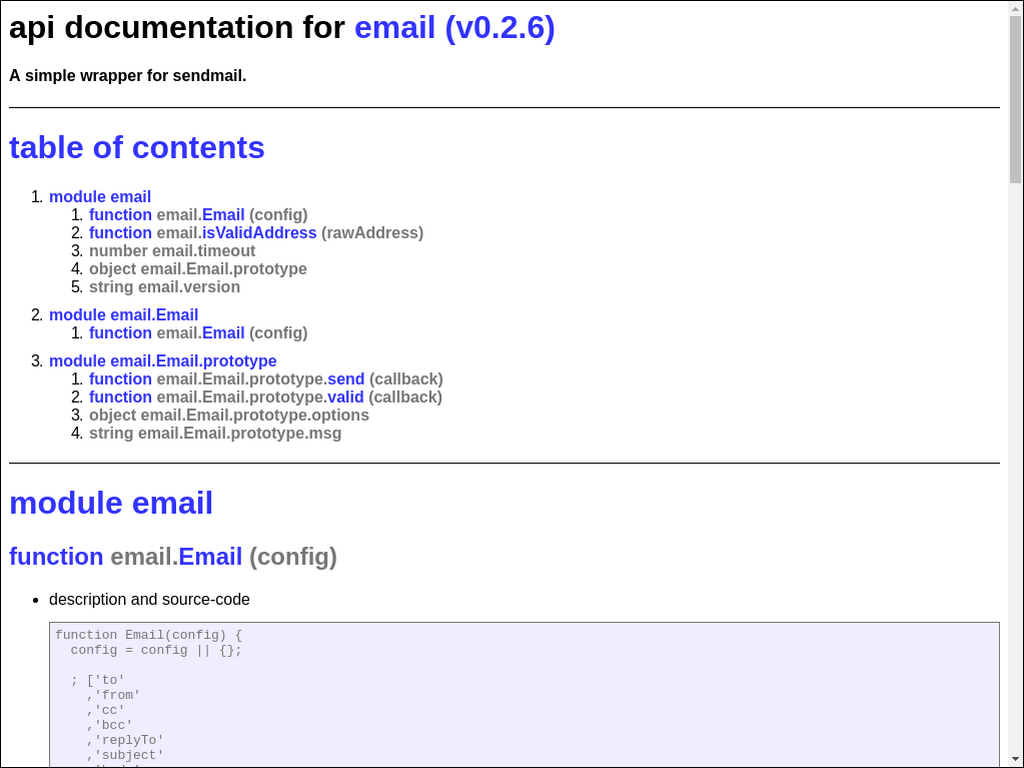 api documentation for email (v0.2.6)
A simple wrapper for sendmail.
table of contents
1. module email
1. function email.Email (config)
2. function email.isValidAddress (rawAddress)
3. number email.timeout
4. object email.Email.prototype
5. string email.version
2. module email.Email
1. function email.Email (config)
3. module email.Email.prototype
1. function email.Email.prototype.send (callback)
2. function email.Email.prototype.valid (callback)
3. object email.Email.prototype.options
4. string email.Email.prototype.msg
module email
function email.Email (config)
• description and source-code
function Email(config) {
  config = config || {};
  ; ['to'
    ,'from'
    ,'cc'
    ,'bcc'
    ,'replyTo'
    ,'subject'